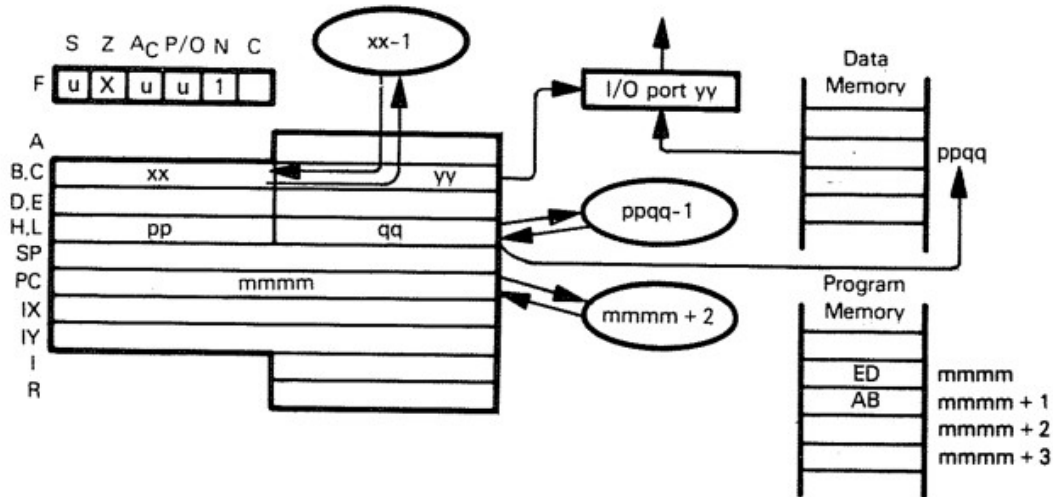 S Z AC P/O N C
F u X u u 1
xx-1
I/O port yy
Data
Memory
ppqq
A
B,C xx yy
D,E
H,L pp qq
ppqq-1
SP
PC mmmm
mmmm + 2
IX
IY
I
R
Program
Memory
ED mmmm
AB mmmm + 1
mmmm + 2
mmmm + 3